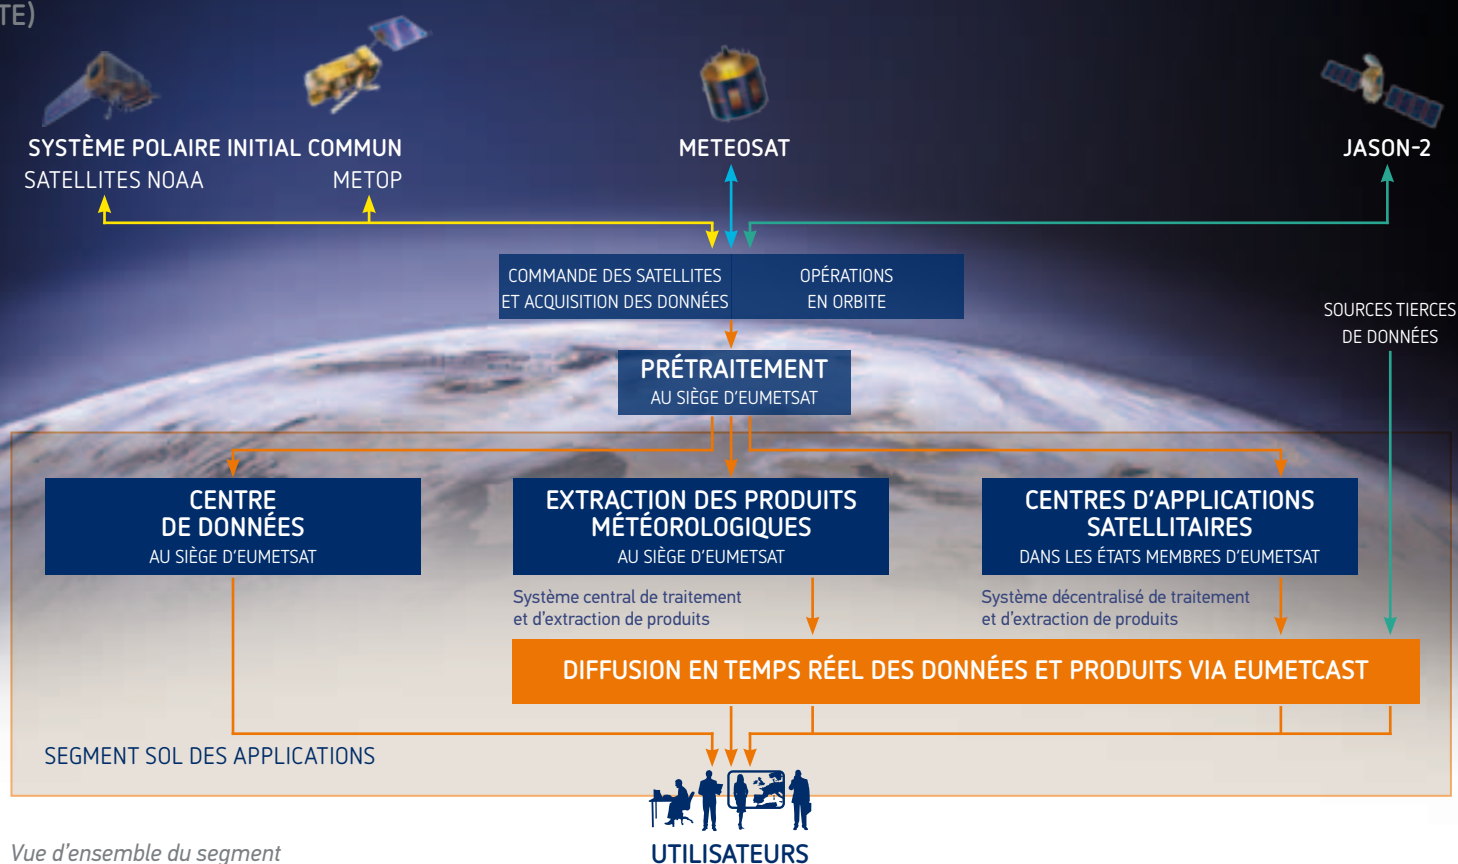 TE)
SYSTÈME POLAIRE INITIAL COMMUN
SATELLITES NOAA
METOP
METEOSAT
JASON-2
COMMANDE DES SATELLITES
ET ACQUISITION DES DONNÉES
OPÉRATIONS
EN ORBITE
SOURCES TIERCES
DE DONNÉES
PRÉTRAITEMENT
AU SIÈGE D'EUMETSAT
CENTRE
DE DONNÉES
AU SIÈGE D'EUMETSAT
EXTRACTION DES PRODUITS
MÉTÉOROLOGIQUES
AU SIÈGE D'EUMETSAT
CENTRES D'APPLICATIONS
SATELLITAIRES
DANS LES ÉTATS MEMBRES D'EUMETSAT
Système central de traitement
et d'extraction de produits
Système décentralisé de traitement
et d'extraction de produits
DIFFUSION EN TEMPS RÉEL DES DONNÉES ET PRODUITS VIA EUMETCAST
SEGMENT SOL DES APPLICATIONS
UTILISATEURS
Vue d'ensemble du segment